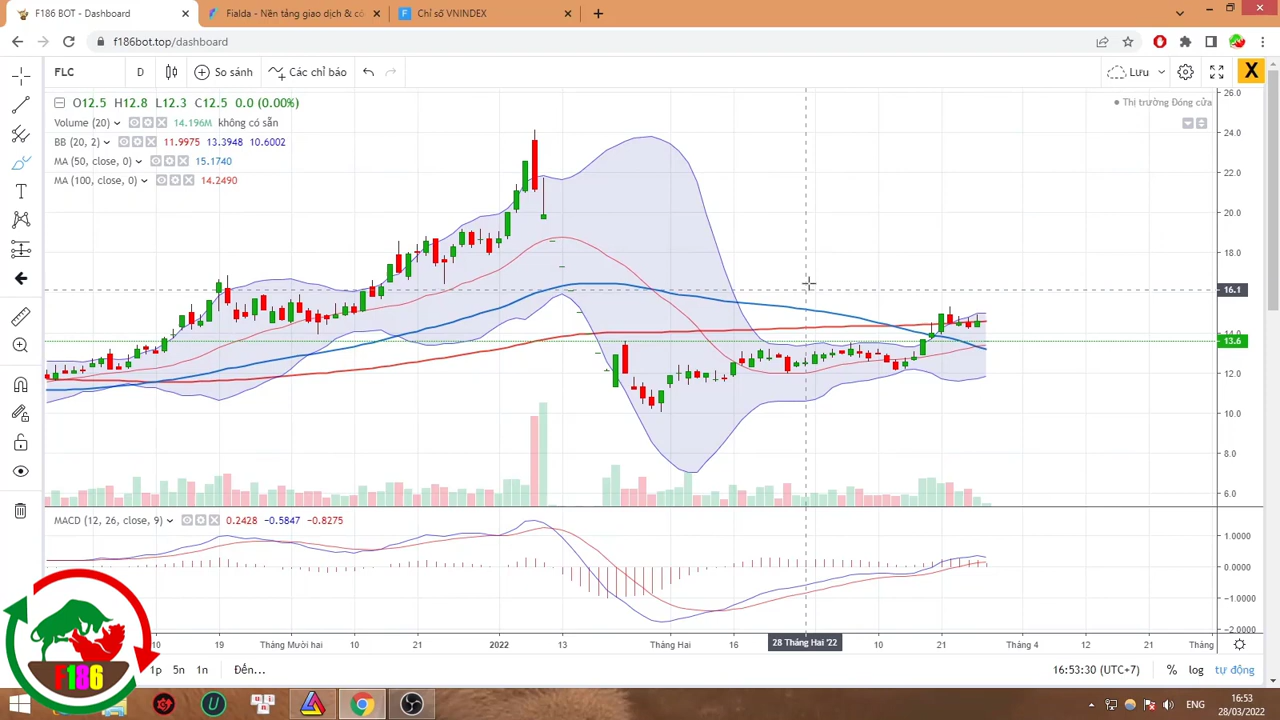 F186 BOT - Dashboard
Fialda - Nền tảng giao dịch & cố
Chỉ số VNINDEX
f186bot.top/dashboard
FLC D So sánh Các chỉ báo Lưu X
O12.5 H12.8 L12.3 C12.5 0.0 (0.00%)
Thị trường Đóng cửa
Volume (20) 14.196M không có sẵn
BB (20, 2) 11.9975 13.3948 10.6002
MA (50, close, 0) 15.1740
MA (100, close, 0) 14.2490
26.0
24.0
22.0
20.0
18.0
16.1
14.0
13.6
12.0
10.0
8.0
6.0
MACD (12, 26, close, 9) 0.2428 −0.5847 −0.8275
1.0000
0.0000
−1.0000
−2.0000
10 19 Tháng Mười hai 10 21 2022 13 Tháng Hai 16 28 Tháng Hai '22 10 21 Tháng 4 12 21 Tháng
1p 5n 1n Đến... 16:53:30 (UTC+7) % log tự động
F186
ENG
16:53
28/03/2022